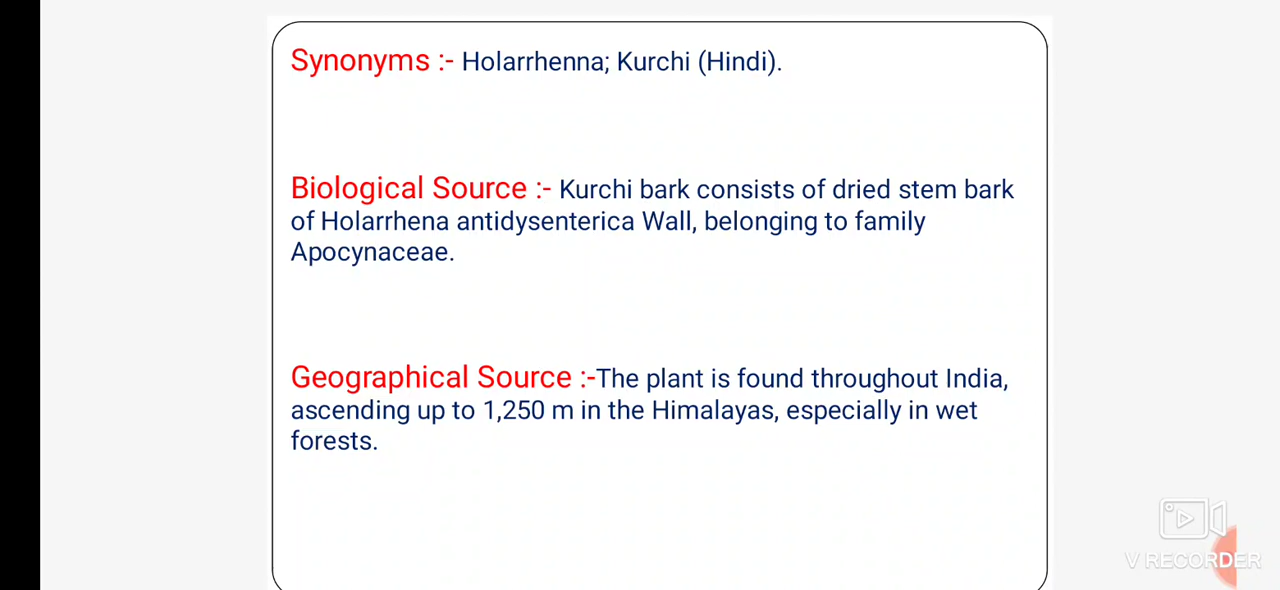 Synonyms :- Holarrhenna; Kurchi (Hindi).
Biological Source :- Kurchi bark consists of dried stem bark
of Holarrhena antidysenterica Wall, belonging to family
Apocynaceae.
Geographical Source :-The plant is found throughout India,
ascending up to 1,250 m in the Himalayas, especially in wet
forests.
V RECORDER